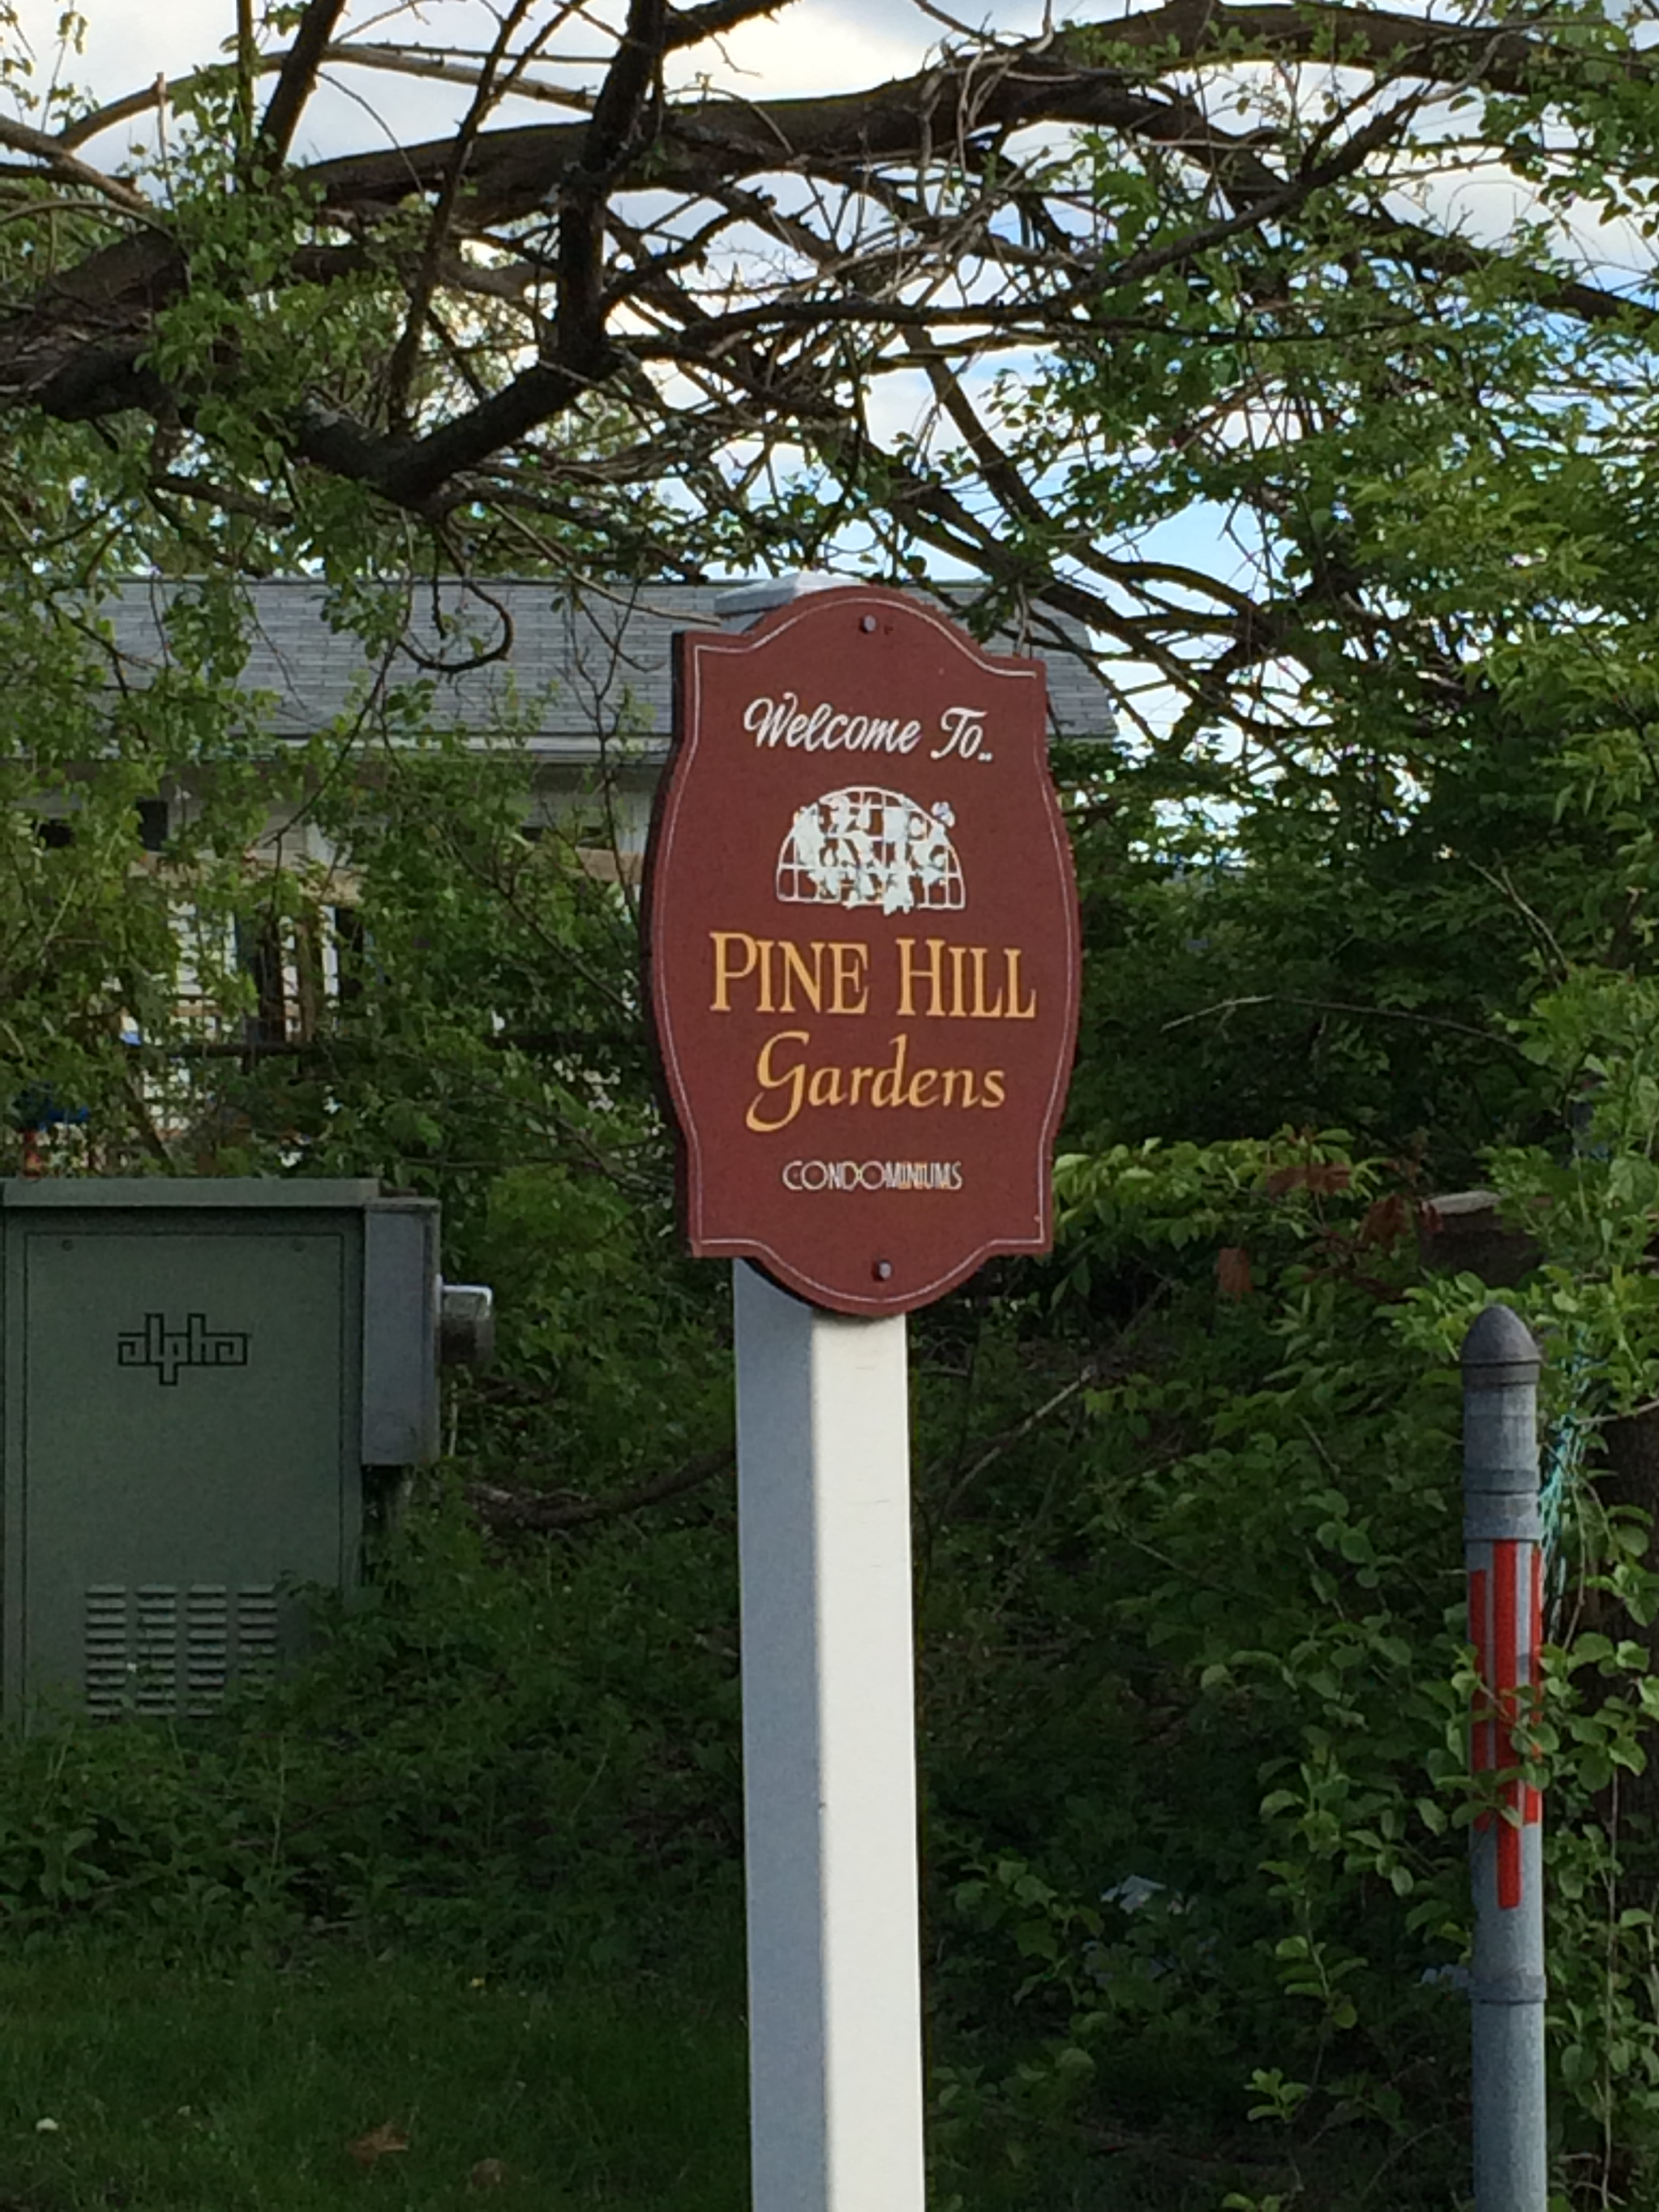 Welcome To..
PINE HILL
Gardens
CONDOMINIUMS
alpha